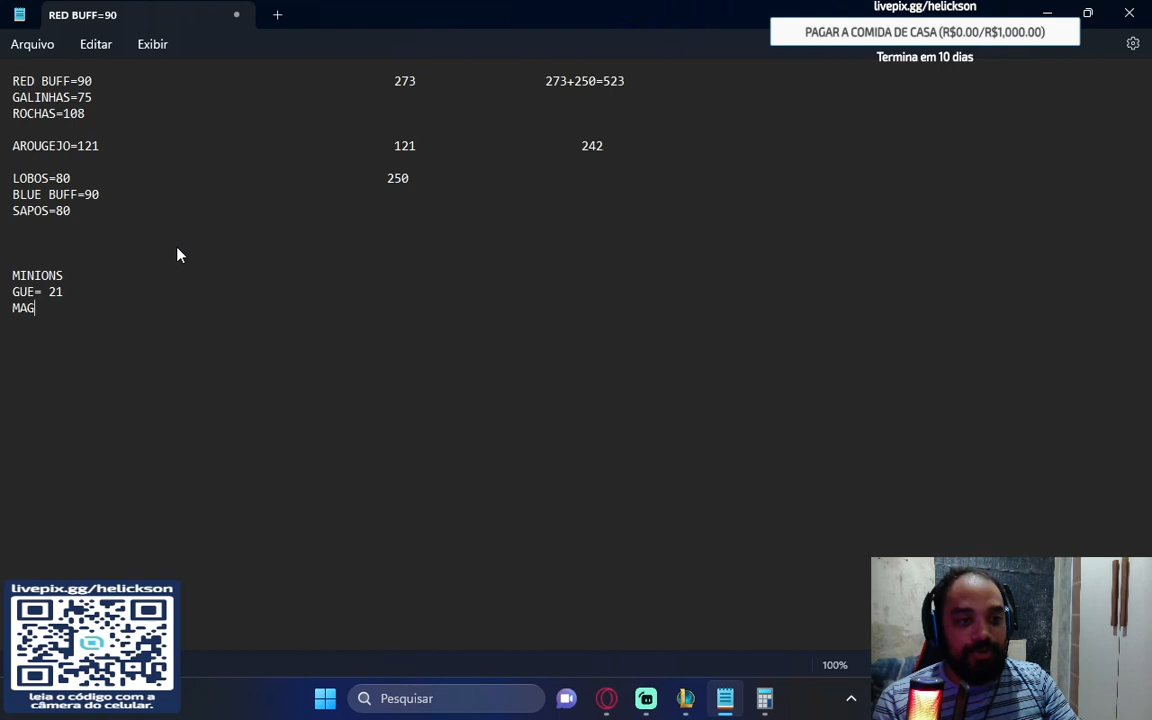 RED BUFF=90
livepix.gg/helickson
PAGAR A COMIDA DE CASA (R$0.00/R$1,000.00)
Termina em 10 dias
Arquivo Editar Exibir
RED BUFF=90 273 273+250=523
GALINHAS=75
ROCHAS=108
AROUGEJO=121 121 242
LOBOS=80 250
BLUE BUFF=90
SAPOS=80
MINIONS
GUE= 21
MAG
livepix.gg/helickson
leia o código com a
câmera do celular.
100%
Pesquisar